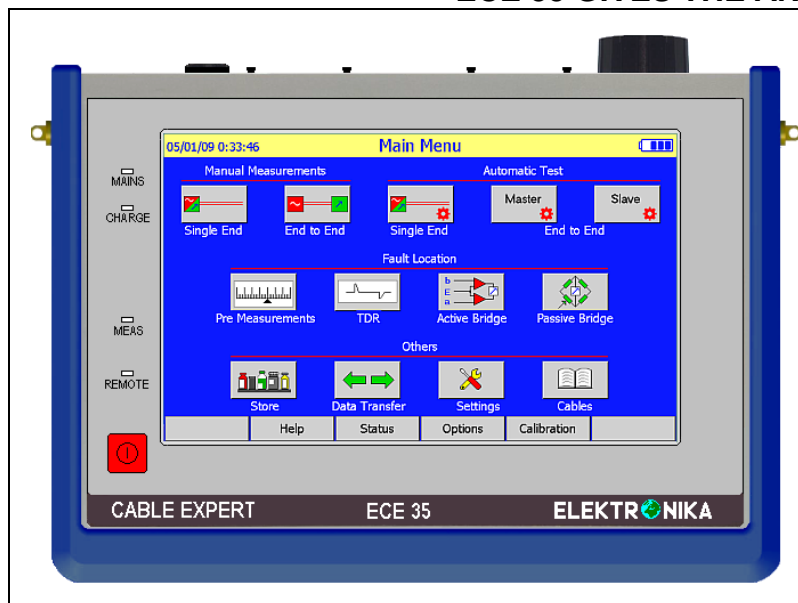 05/01/09 0:33:46 Main Menu
Manual Measurements Automatic Test
Master Slave
Single End End to End Single End End to End
Fault Location
b
E
a
Pre Measurements TDR Active Bridge Passive Bridge
Others
Store Data Transfer Settings Cables
Help Status Options Calibration
MAINS
CHARGE
MEAS
REMOTE
CABLE EXPERT ECE 35 ELEKTRONIKA